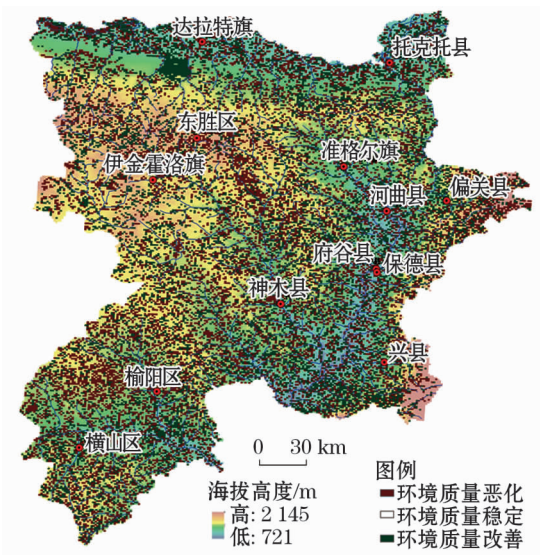 达拉特旗
托克托县
东胜区
准格尔旗
伊金霍洛旗
偏关县
河曲县
府谷县
保德县
神木县
兴县
榆阳区
横山区
0 30 km
图例
海拔高度/m
高: 2 145
低: 721
环境质量恶化
环境质量稳定
环境质量改善